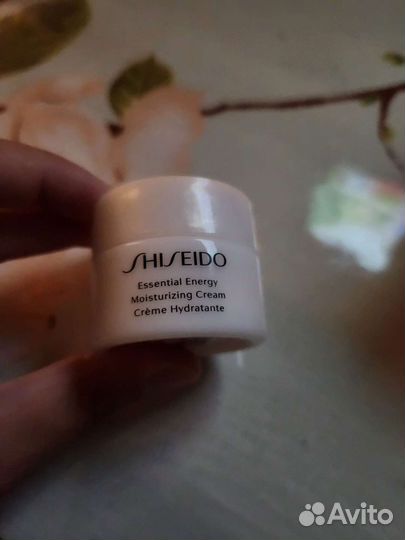 SHISEIDO
Essential Energy
Moisturizing Cream
Crème Hydratante
Avito